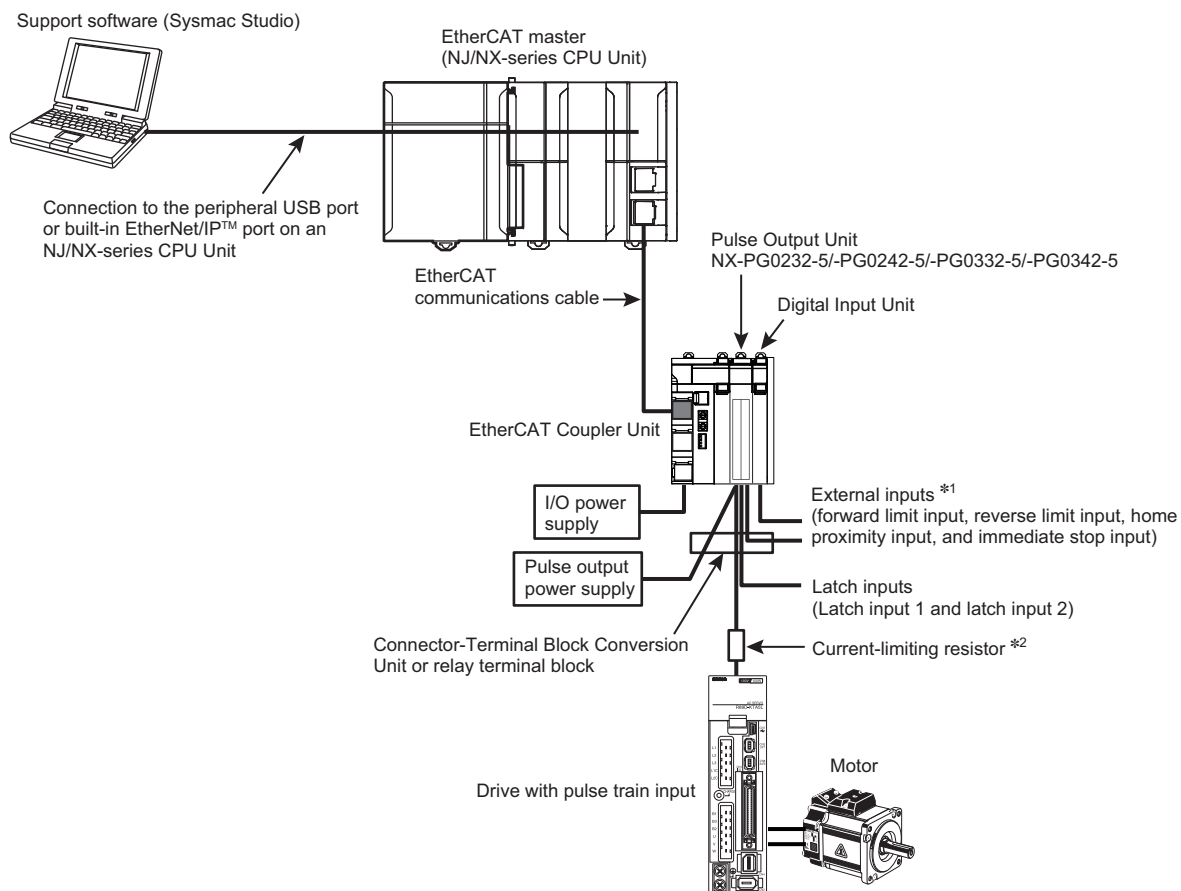 Support software (Sysmac Studio)
EtherCAT master
(NJ/NX-series CPU Unit)
Connection to the peripheral USB port
or built-in EtherNet/IP™ port on an
NJ/NX-series CPU Unit
EtherCAT
communications cable
Pulse Output Unit
NX-PG0232-5/-PG0242-5/-PG0332-5/-PG0342-5
Digital Input Unit
EtherCAT Coupler Unit
I/O power
supply
External inputs *1
(forward limit input, reverse limit input, home
proximity input, and immediate stop input)
Pulse output
power supply
Latch inputs
(Latch input 1 and latch input 2)
Connector-Terminal Block Conversion
Unit or relay terminal block
Current-limiting resistor *2
Drive with pulse train input
Motor